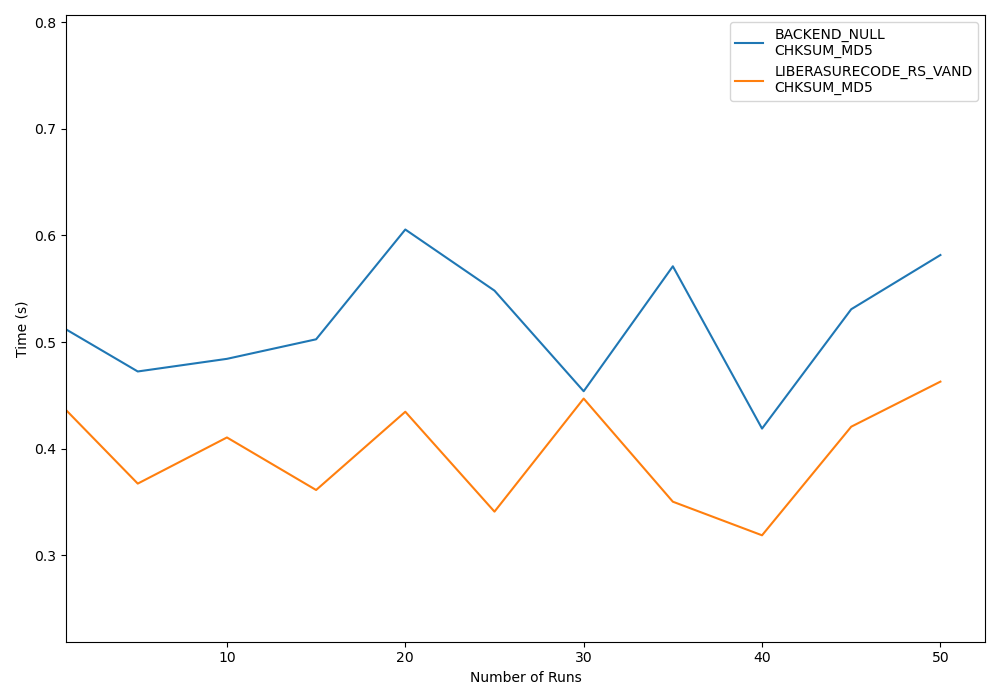 BACKEND_NULL
CHKSUM_MD5
LIBERASURECODE_RS_VAND
CHKSUM_MD5
0.8
0.7
0.6
0.5
0.4
0.3
Time (s)
10
20
30
40
50
Number of Runs